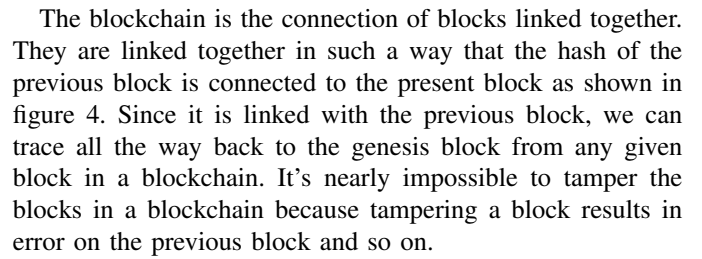 The blockchain is the connection of blocks linked together.
They are linked together in such a way that the hash of the
previous block is connected to the present block as shown in
figure 4. Since it is linked with the previous block, we can
trace all the way back to the genesis block from any given
block in a blockchain. It's nearly impossible to tamper the
blocks in a blockchain because tampering a block results in
error on the previous block and so on.